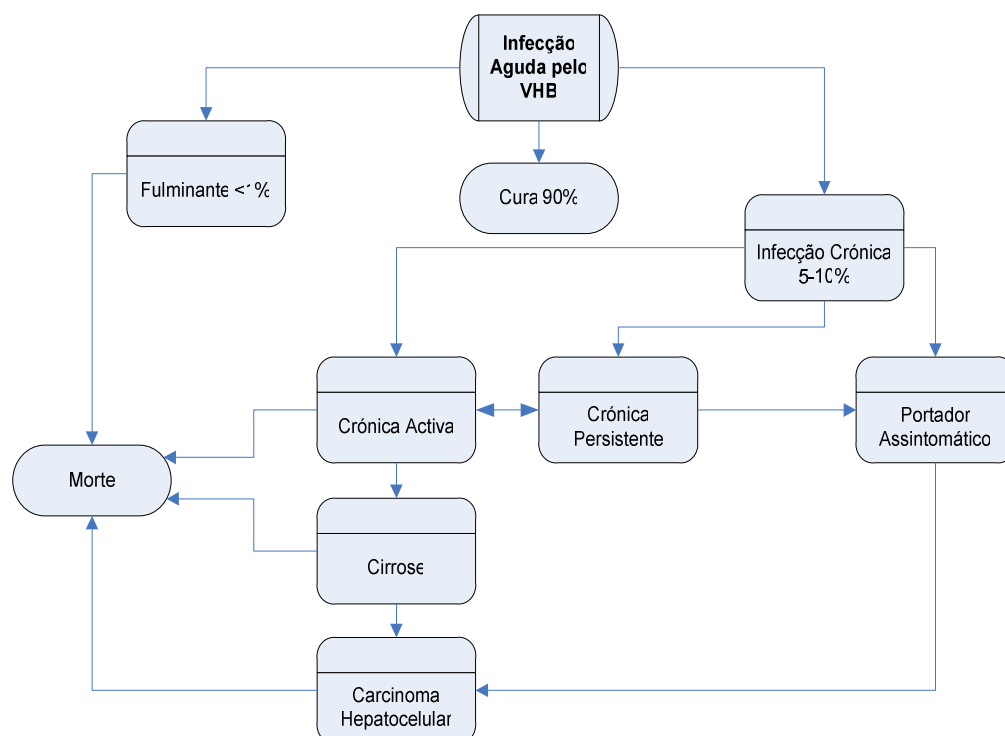 Infecção
Aguda pelo
VHB
Fulminante <1%
Cura 90%
Infecção Crónica
5-10%
Crónica Activa
Crónica
Persistente
Portador
Assintomático
Morte
Cirrose
Carcinoma
Hepatocelular